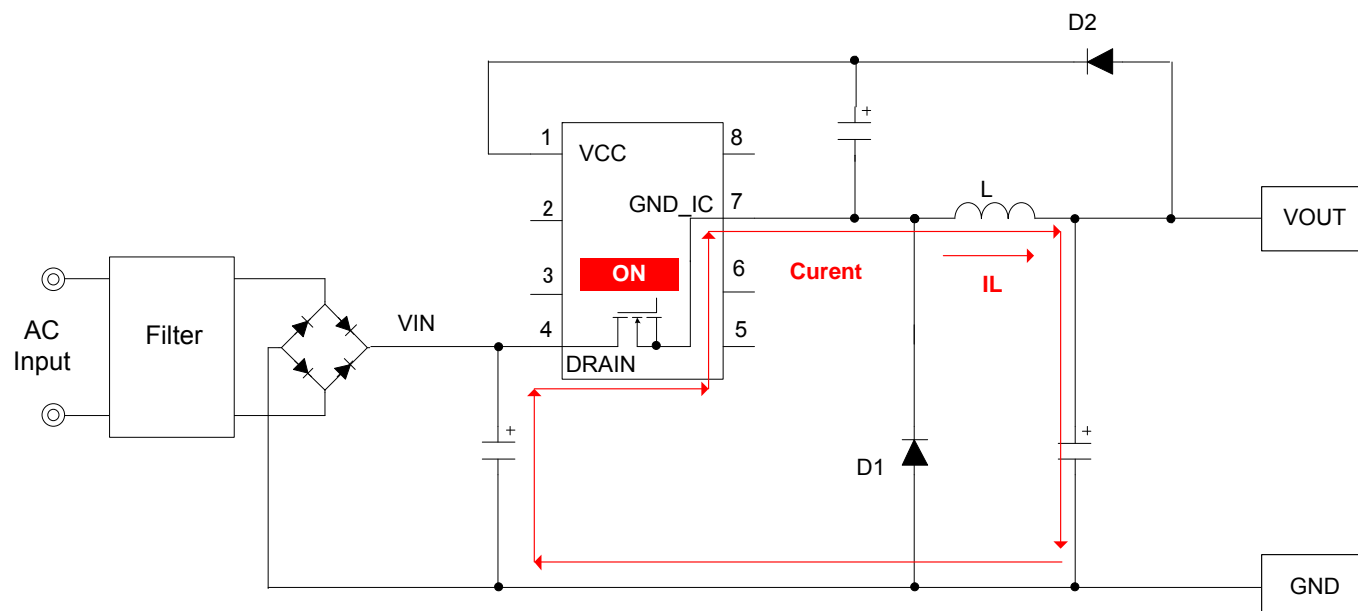 D2
1
8
VCC
2
GND_IC
7
L
VOUT
3
ON
6
Curent
IL
AC
Input
Filter
VIN
4
5
DRAIN
D1
+
+
+
GND